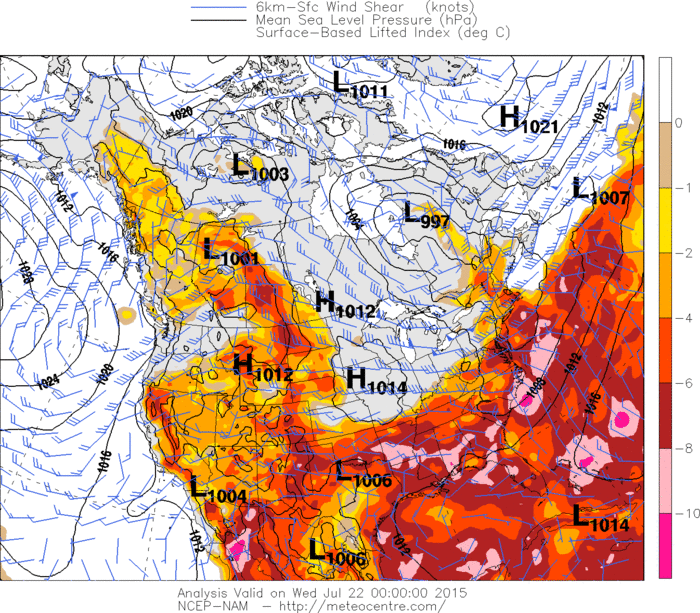 6km-Sfc Wind Shear (knots)
Mean Sea Level Pressure (hPa)
Surface-Based Lifted Index (deg C)
L1011
H1021
1012
1020
1016
L1003
L1007
1012
1004
L997
1016
L1001
1028
H1012
1012
H1012
1020
1024
H1014
1008
1016
1016
L1006
L1004
L1014
1012
L1006
1012
0
-1
-2
-4
-6
-8
-10
Analysis Valid on Wed Jul 22 00:00:00 2015
NCEP-NAM - http://meteocentre.com/